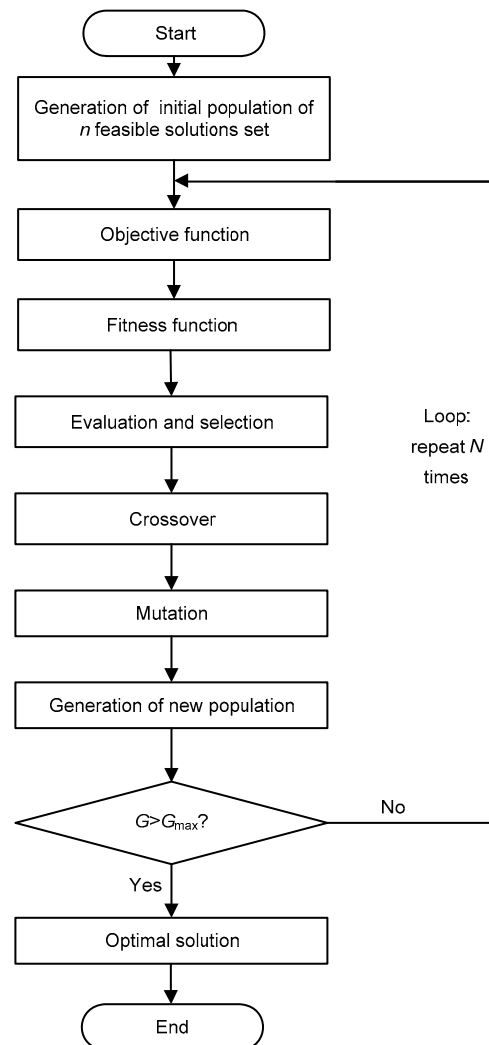 Start
Generation of initial population of
n feasible solutions set
Objective function
Fitness function
Evaluation and selection
Loop:
repeat N
times
Crossover
Mutation
Generation of new population
G>Gmax?
No
Yes
Optimal solution
End